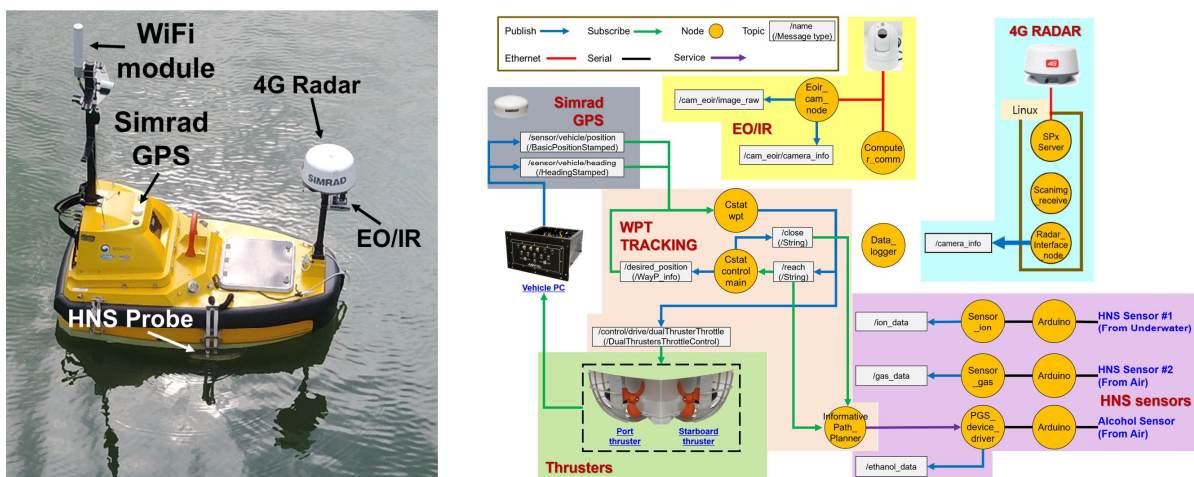 WiFi
module
Simrad
GPS
4G Radar
SIMRAD
EO/IR
HNS Probe
Publish
Subscribe
Node
Topic
/name
(/Message type)
Ethernet
Serial
Service
4G RADAR
4G
Linux
SPx
Server
Scanimg
_receive
Radar_
Interface
node
/camera_info
/cam_eoir/image_raw
Eoir_
cam_
node
EO/IR
/cam_eoir/camera_info
Compute
r_comm
Simrad
GPS
/sensor/vehicle/position
(/BasicPositionStamped)
/sensor/vehicle/heading
(/HeadingStamped)
Vehicle PC
WPT
TRACKING
Cstat
wpt
/close
(/String)
/desired_position
(/WayP_info)
Cstat
control
main
/reach
(/String)
Data_
logger
/control/drive/dualThrusterThrottle
(/DualThrustersThrottleControl)
Port
thruster
Starboard
thruster
Thrusters
Informative
Path_
Planner
/ion_data
Sensor
_ion
Arduino
HNS Sensor #1
(From Underwater)
/gas_data
Sensor
_gas
Arduino
HNS Sensor #2
(From Air)
HNS sensors
PGS_
device_
driver
Arduino
Alcohol Sensor
(From Air)
/ethanol_data